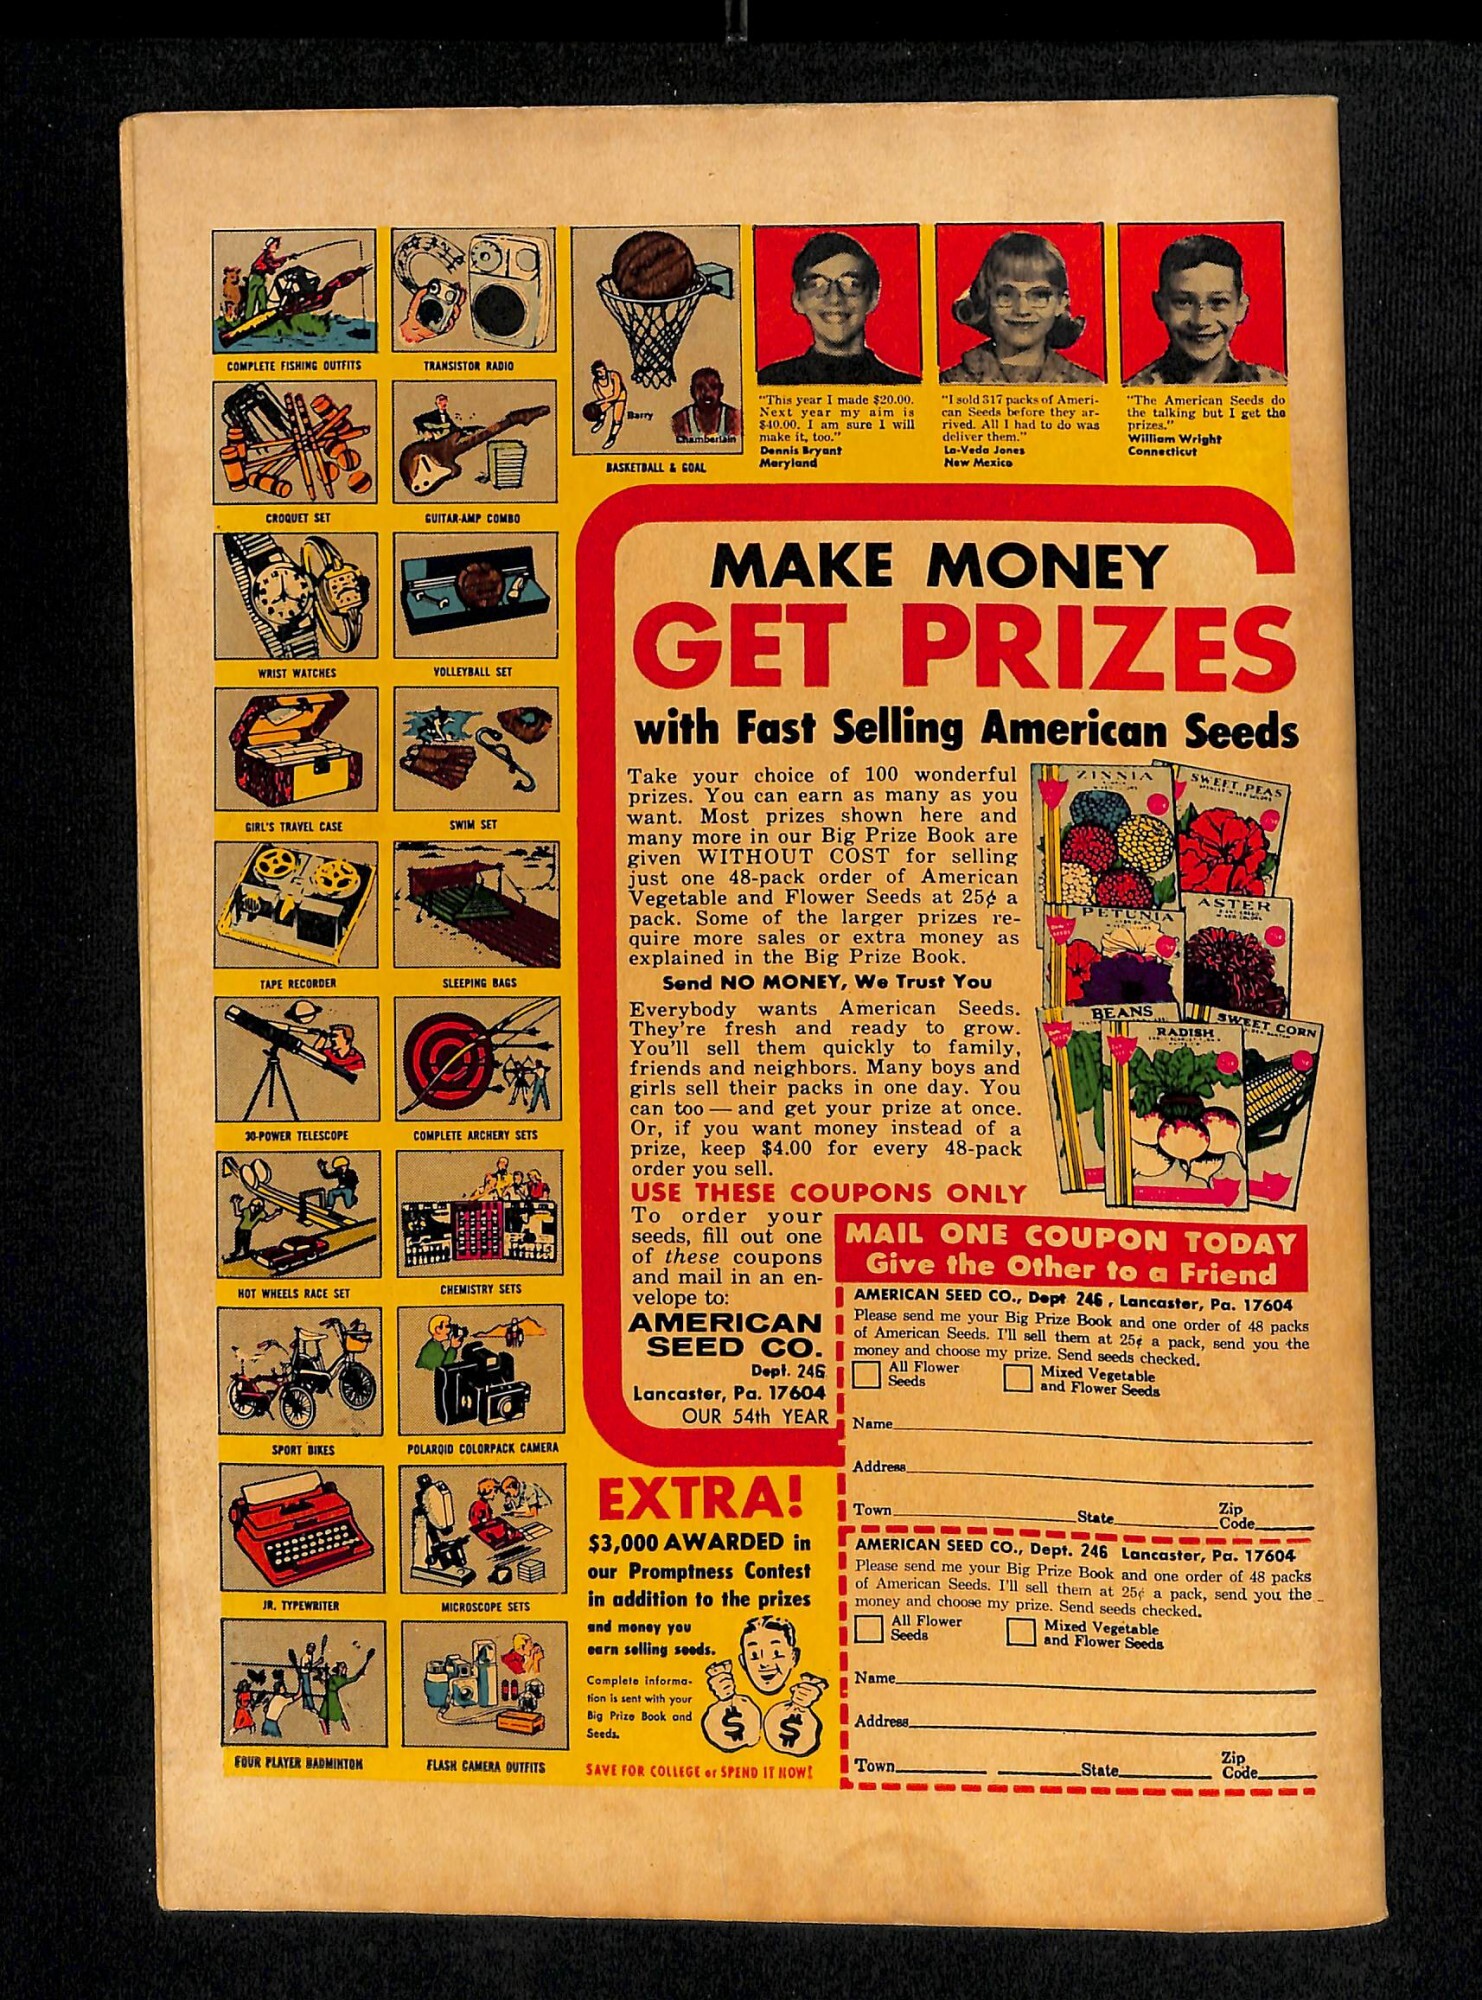 COMPLETE FISHING OUTFITS
TRANSISTOR RADIO
Barry
Chamberlain
BASKETBALL & GOAL
"This year I made $20.00.
Next year my aim is
$40.00. I am sure I will
make it, too."
Dennis Bryant
Maryland
"I sold 317 packs of Ameri-
can Seeds before they ar-
rived. All I had to do was
deliver them."
La-Veda Jones
New Mexico
"The American Seeds do
the talking but I get the
prizes."
William Wright
Connecticut
CROQUET SET
GUITAR-AMP COMBO
WRIST WATCHES
VOLLEYBALL SET
GIRL'S TRAVEL CASE
SWIM SET
TAPE RECORDER
SLEEPING BAGS
30-POWER TELESCOPE
COMPLETE ARCHERY SETS
HOT WHEELS RACE SET
CHEMISTRY SETS
SPORT BIKES
POLAROID COLORPACK CAMERA
JR. TYPEWRITER
MICROSCOPE SETS
FOUR PLAYER BADMINTON
FLASH CAMERA OUTFITS
MAKE MONEY
GET PRIZES
with Fast Selling American Seeds
Take your choice of 100 wonderful
prizes. You can earn as many as you
want. Most prizes shown here and
many more in our Big Prize Book are
given WITHOUT COST for selling
just one 48-pack order of American
Vegetable and Flower Seeds at 25¢ a
pack. Some of the larger prizes re-
quire more sales or extra money as
explained in the Big Prize Book.
Send NO MONEY, We Trust You
Everybody wants American Seeds.
They're fresh and ready to grow.
You'll sell them quickly to family,
friends and neighbors. Many boys and
girls sell their packs in one day. You
can too — and get your prize at once.
Or, if you want money instead of a
prize, keep $4.00 for every 48-pack
order you sell.
USE THESE COUPONS ONLY
To order your
seeds, fill out one
of these coupons
and mail in an en-
velope to:
AMERICAN
SEED CO.
Dept. 246
Lancaster, Pa. 17604
OUR 54th YEAR
ZINNIA
SWEET PEAS
PETUNIA
ASTER
BEANS
RADISH
SWEET CORN
MAIL ONE COUPON TODAY
Give the Other to a Friend
AMERICAN SEED CO., Dept 246, Lancaster, Pa. 17604
Please send me your Big Prize Book and one order of 48 packs
of American Seeds. I'll sell them at 25¢ a pack, send you the
money and choose my prize. Send seeds checked.
All Flower
Seeds
Mixed Vegetable
and Flower Seeds
Name
Address
Town State Zip
Code
AMERICAN SEED CO., Dept. 246 Lancaster, Pa. 17604
Please send me your Big Prize Book and one order of 48 packs
of American Seeds. I'll sell them at 25¢ a pack, send you the
money and choose my prize. Send seeds checked.
All Flower
Seeds
Mixed Vegetable
and Flower Seeds
Name
Address
Town State Zip
Code
EXTRA!
$3,000 AWARDED in
our Promptness Contest
in addition to the prizes
and money you
earn selling seeds.
Complete informa-
tion is sent with your
Big Prize Book and
Seeds.
$ $
SAVE FOR COLLEGE or SPEND IT NOW!